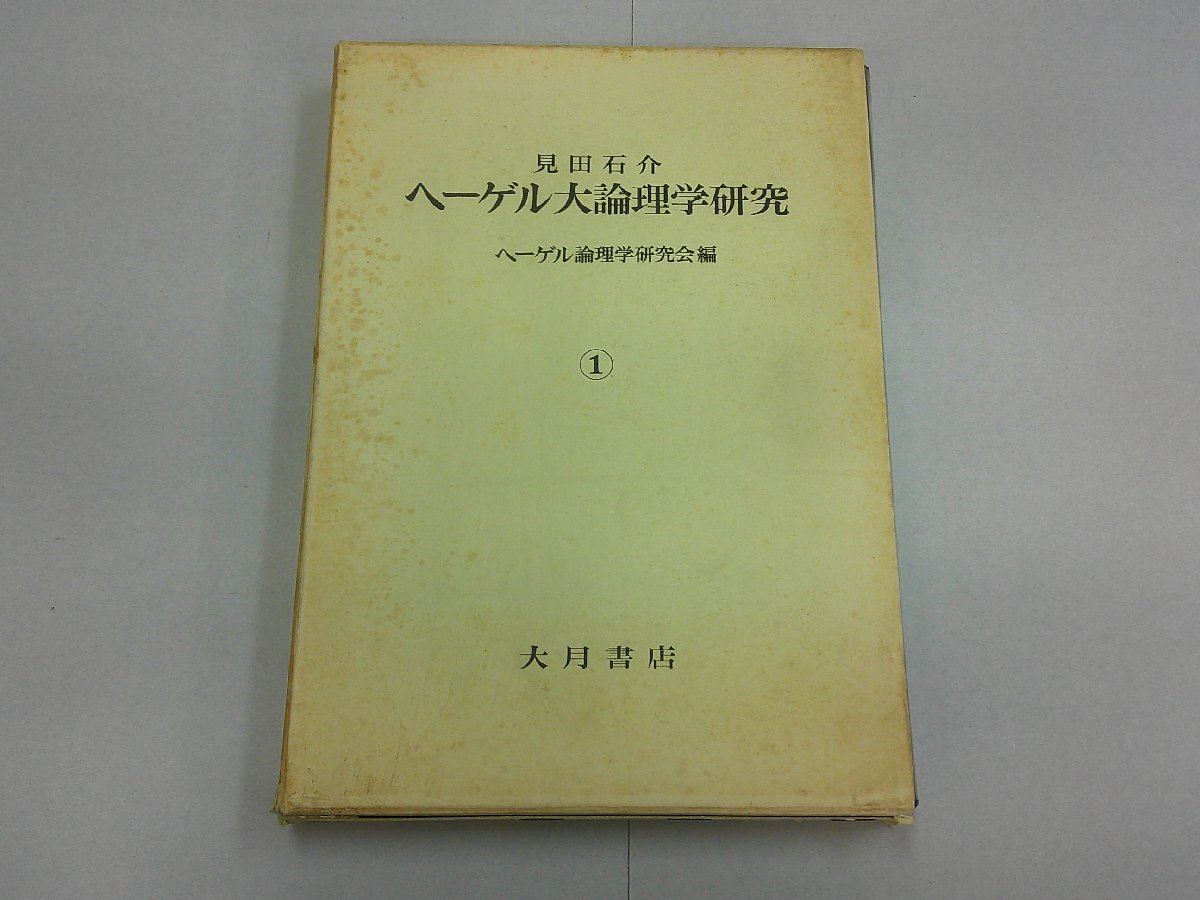 見田石介
ヘーゲル大論理学研究
ヘーゲル論理学研究会編
①
大月書店